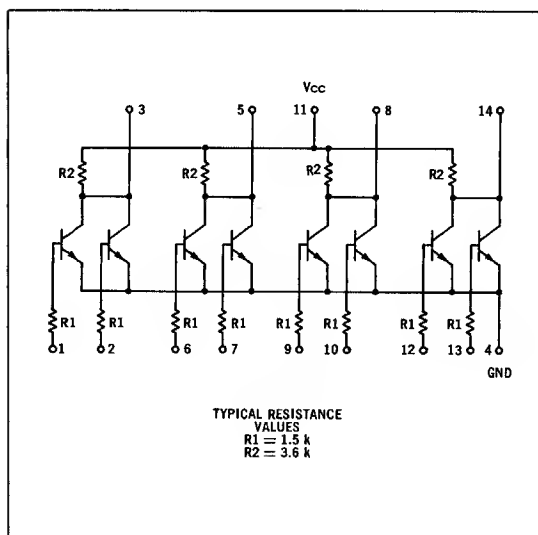 Vcc
3 5 11 8 14
R2 R2 R2 R2
R1 R1 R1 R1 R1 R1 R1 R1
1 2 6 7 9 10 12 13 4
GND
TYPICAL RESISTANCE
VALUES
R1 = 1.5 k
R2 = 3.6 k